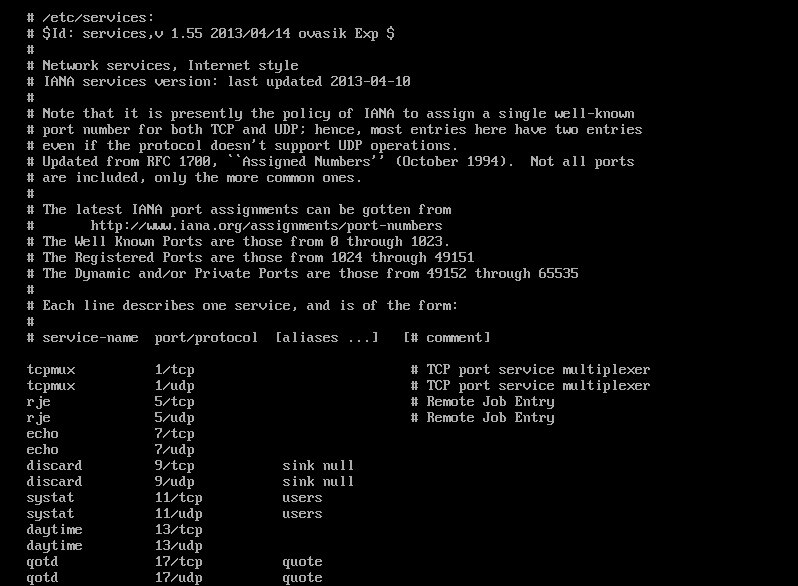 # /etc/services:
# $Id: services,v 1.55 2013/04/14 ovasik Exp $
#
# Network services, Internet style
# IANA services version: last updated 2013-04-10
#
# Note that it is presently the policy of IANA to assign a single well-known
# port number for both TCP and UDP; hence, most entries here have two entries
# even if the protocol doesn't support UDP operations.
# Updated from RFC 1700, ``Assigned Numbers'' (October 1994).  Not all ports
# are included, only the more common ones.
#
# The latest IANA port assignments can be gotten from
#       http://www.iana.org/assignments/port-numbers
# The Well Known Ports are those from 0 through 1023.
# The Registered Ports are those from 1024 through 49151
# The Dynamic and/or Private Ports are those from 49152 through 65535
#
# Each line describes one service, and is of the form:
#
# service-name  port/protocol  [aliases ...]   [# comment]

tcpmux          1/tcp                           # TCP port service multiplexer
tcpmux          1/udp                           # TCP port service multiplexer
rje             5/tcp                           # Remote Job Entry
rje             5/udp                           # Remote Job Entry
echo            7/tcp
echo            7/udp
discard         9/tcp           sink null
discard         9/udp           sink null
systat          11/tcp          users
systat          11/udp          users
daytime         13/tcp
daytime         13/udp
qotd            17/tcp          quote
qotd            17/udp          quote